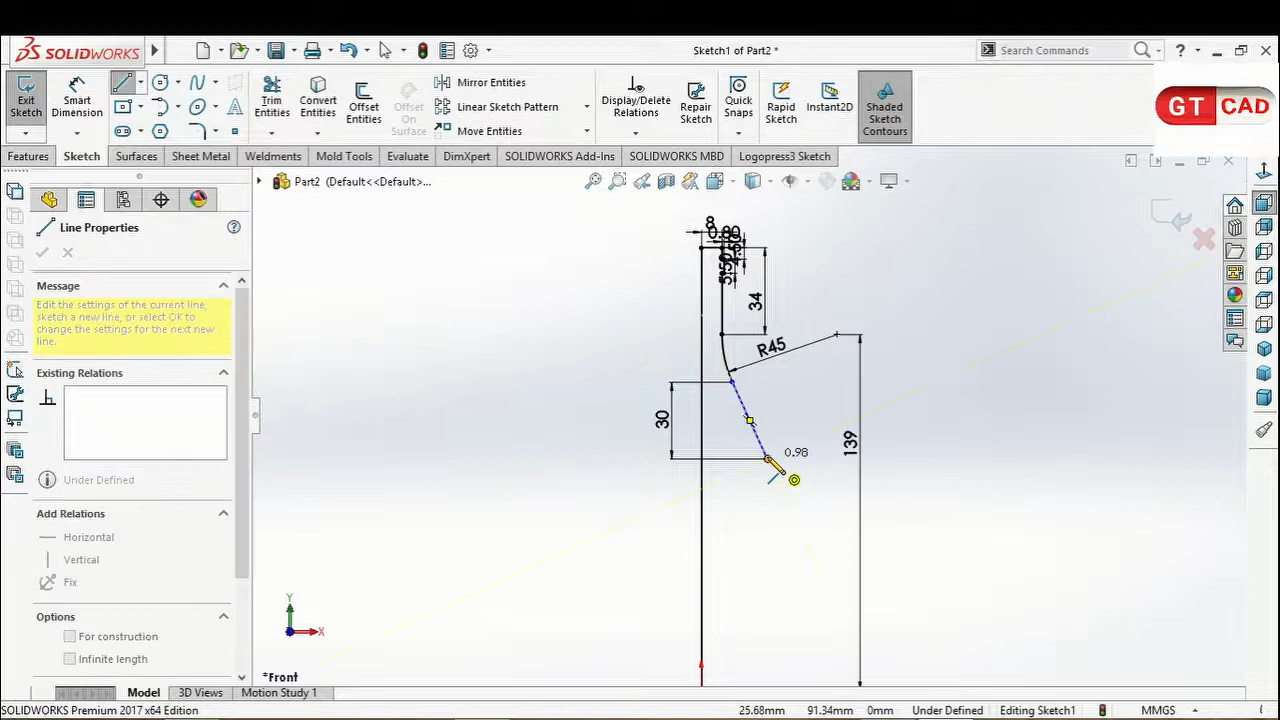 SOLIDWORKS
Sketch1 of Part2 *
Search Commands
?
Exit Sketch
Smart Dimension
Trim Entities
Convert Entities
Offset Entities
Offset On Surface
Mirror Entities
Linear Sketch Pattern
Move Entities
Display/Delete Relations
Repair Sketch
Quick Snaps
Rapid Sketch
Instant2D
Shaded Sketch Contours
GT CAD
Features
Sketch
Surfaces
Sheet Metal
Weldments
Mold Tools
Evaluate
DimXpert
SOLIDWORKS Add-Ins
SOLIDWORKS MBD
Logopress3 Sketch
Part2 (Default<<Default>...
Line Properties
?
Message
Edit the settings of the current line, sketch a new line, or select OK to change the settings for the next new line.
Existing Relations
Under Defined
Add Relations
Horizontal
Vertical
Fix
Options
For construction
Infinite length
8
34
R45
30
139
0.98
Y
X
*Front
Model
3D Views
Motion Study 1
SOLIDWORKS Premium 2017 x64 Edition
25.68mm
91.34mm
0mm
Under Defined
Editing Sketch1
MMGS